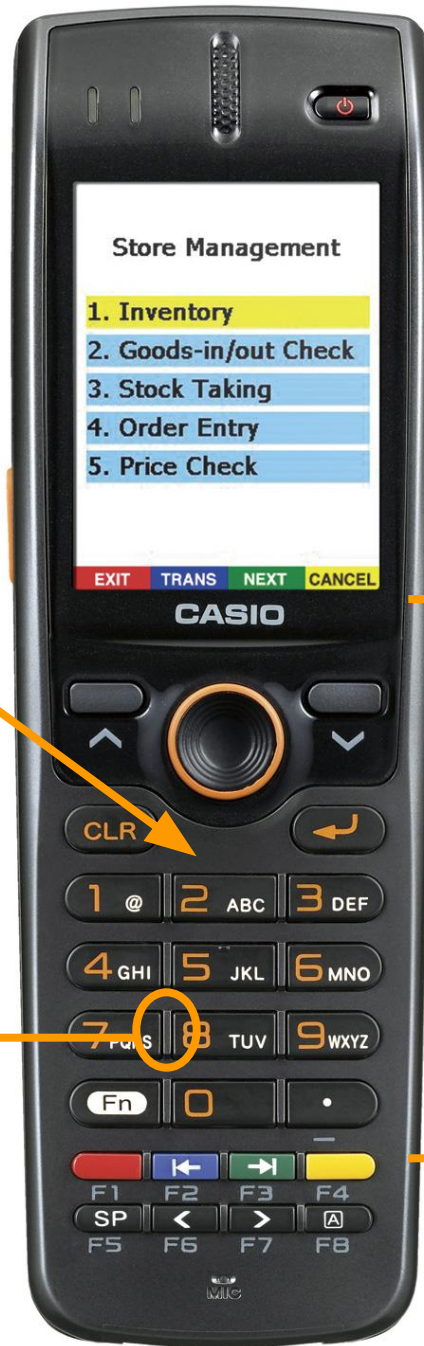 Store Management
1. Inventory
2. Goods-in/out Check
3. Stock Taking
4. Order Entry
5. Price Check
EXIT TRANS NEXT CANCEL
CASIO
CLR
1 @ 2 ABC 3 DEF
4 GHI 5 JKL 6 MNO
7 PQRS 8 TUV 9 WXYZ
Fn 0 .
F1 F2 F3 F4
SP < > A
F5 F6 F7 F8
MIC